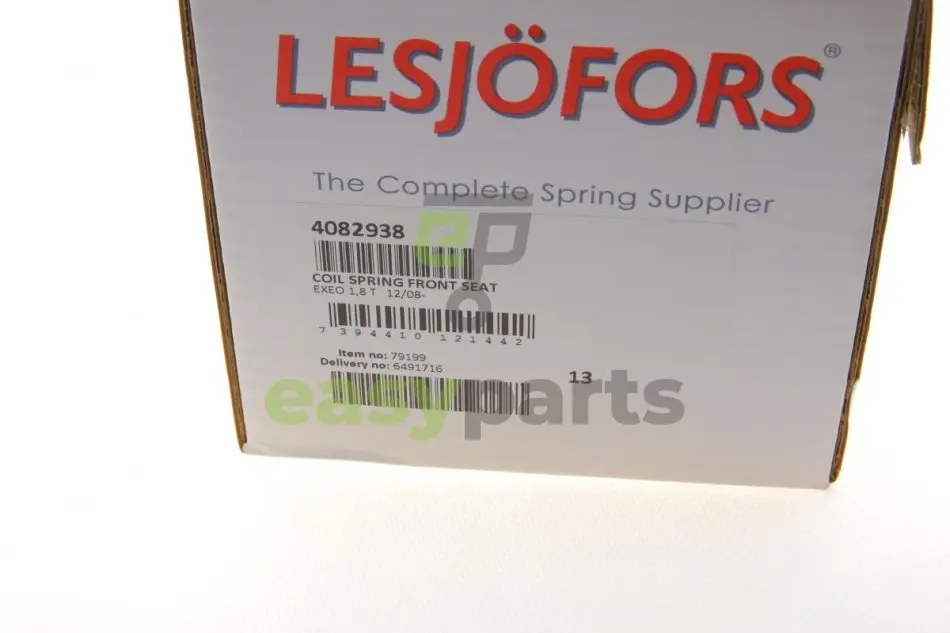 LESJÖFORS®
The Complete Spring Supplier
4082938
COIL SPRING FRONT SEAT
EXEO 1,8 T 12/08-
7 394410 121442
Item no: 79199
Delivery no: 6491716
13
easyparts